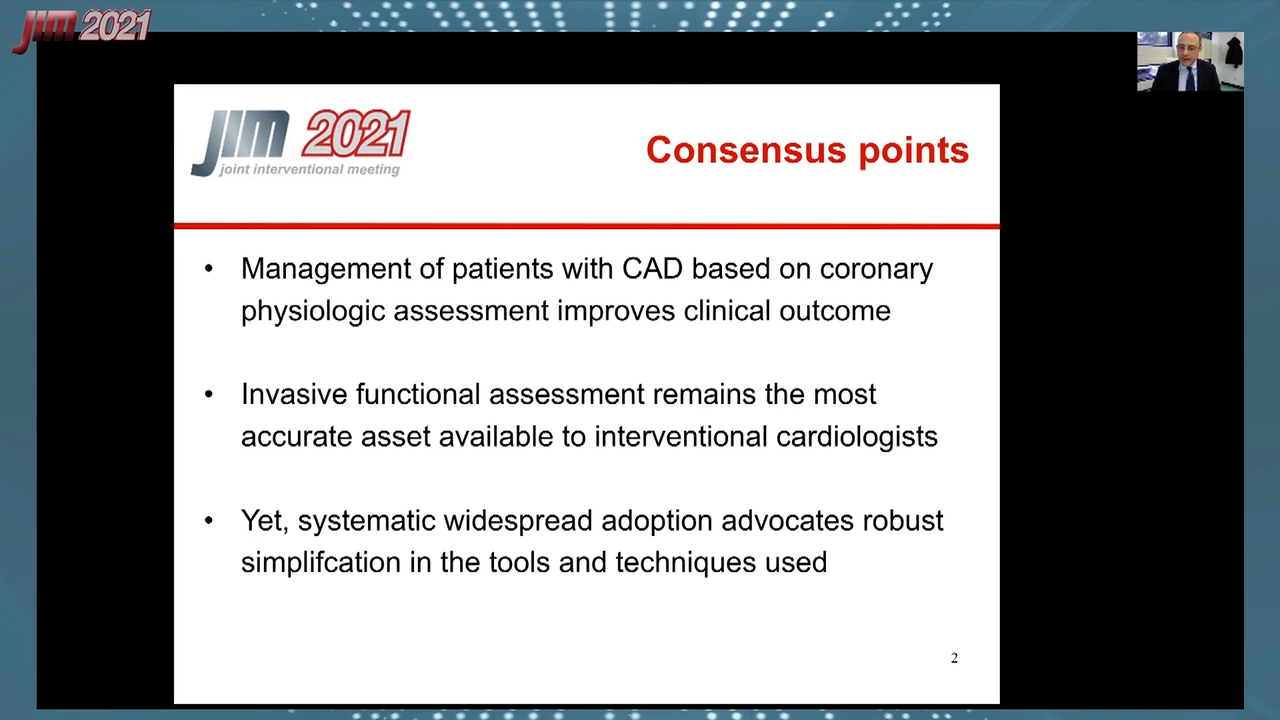 JIM 2021
JIM 2021
joint interventional meeting
Consensus points
• Management of patients with CAD based on coronary
physiologic assessment improves clinical outcome
• Invasive functional assessment remains the most
accurate asset available to interventional cardiologists
• Yet, systematic widespread adoption advocates robust
simplifcation in the tools and techniques used
2